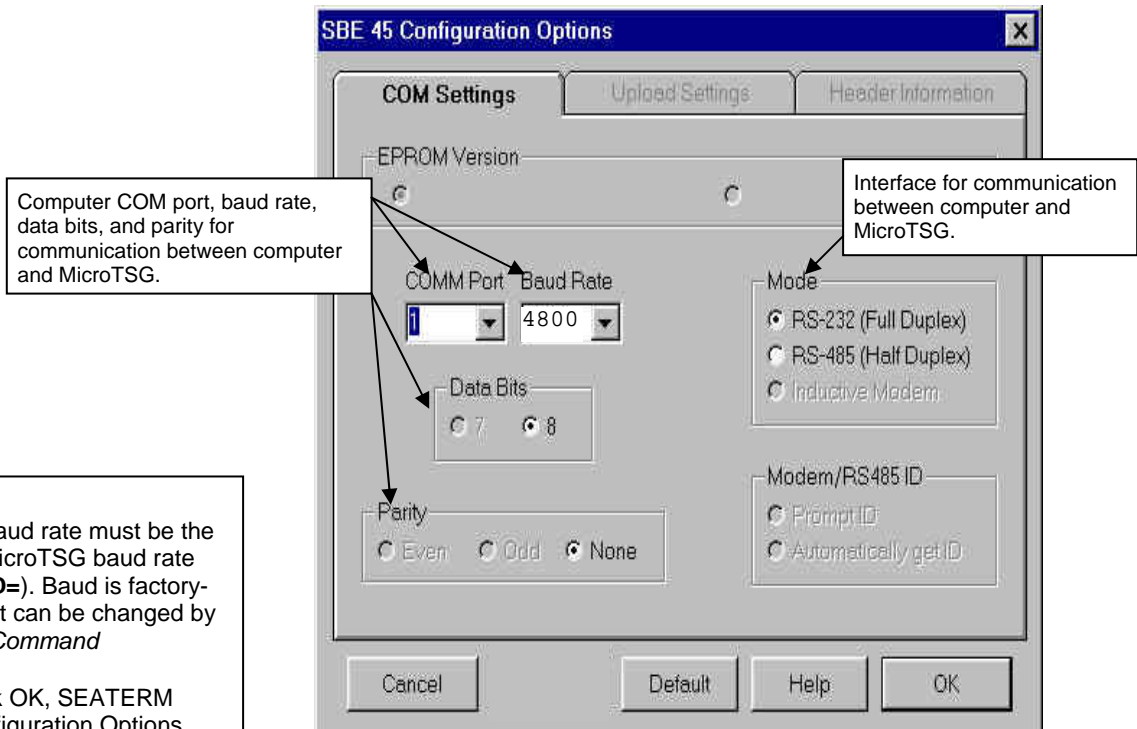 SBE 45 Configuration Options
COM Settings
Upload Settings
Header Information
EPROM Version
Computer COM port, baud rate,
data bits, and parity for
communication between computer
and MicroTSG.
Interface for communication
between computer and
MicroTSG.
COMM Port
Baud Rate
1
4800
Mode
RS-232 (Full Duplex)
RS-485 (Half Duplex)
Inductive Modem
Data Bits
7
8
Modem/RS485 ID
Prompt ID
Automatically get ID
Parity
Even
Odd
None
aud rate must be the
icroTSG baud rate
D=). Baud is factory-
t can be changed by
Command
OK, SEATERM
figuration Options
Cancel
Default
Help
OK